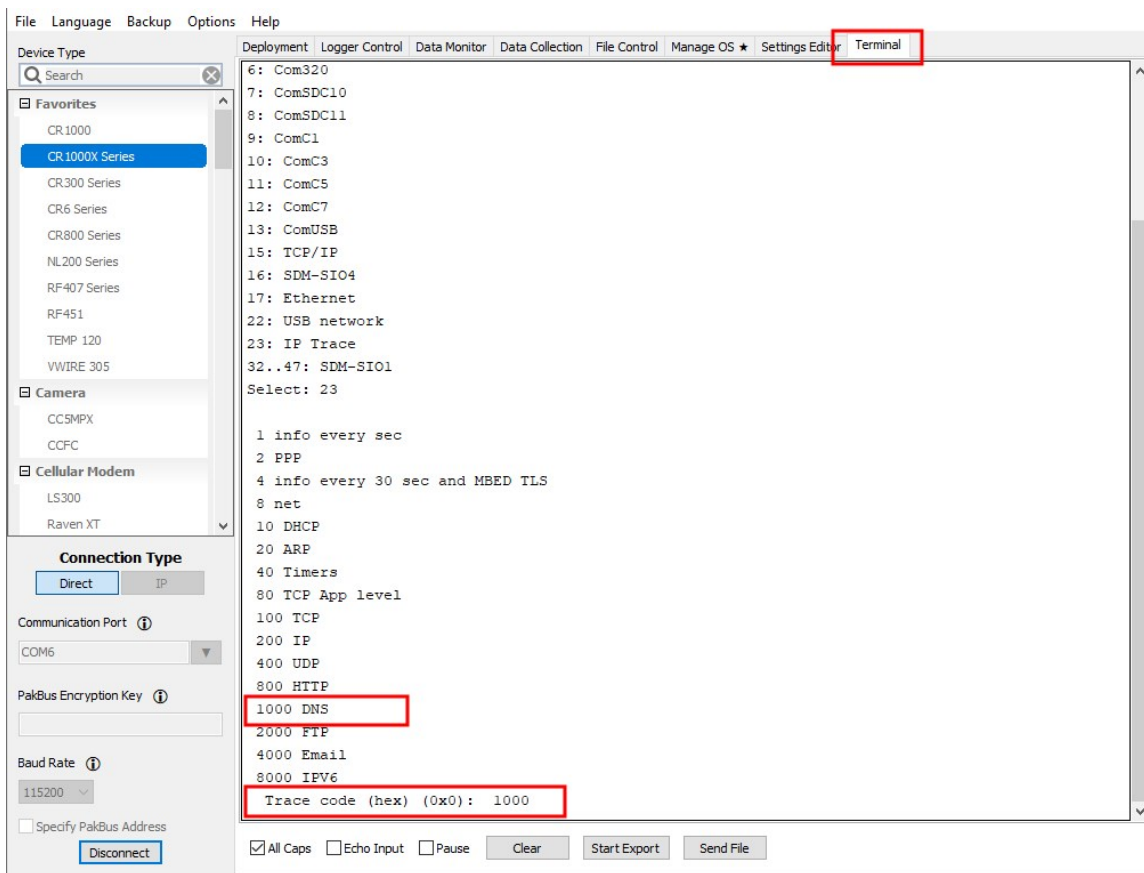 File Language Backup Options Help
Device Type
Search
Favorites
CR1000
CR1000X Series
CR300 Series
CR6 Series
CR800 Series
NL200 Series
RF407 Series
RF451
TEMP 120
VWIRE 305
Camera
CC5MPX
CCFC
Cellular Modem
LS300
Raven XT
Connection Type
Direct IP
Communication Port
COM6
PakBus Encryption Key
Baud Rate
115200
Specify PakBus Address
Disconnect
Deployment Logger Control Data Monitor Data Collection File Control Manage OS ★ Settings Editor Terminal
6: Com320
7: ComSDC10
8: ComSDC11
9: ComC1
10: ComC3
11: ComC5
12: ComC7
13: ComUSB
15: TCP/IP
16: SDM-SIO4
17: Ethernet
22: USB network
23: IP Trace
32..47: SDM-SIO1
Select: 23
1 info every sec
2 PPP
4 info every 30 sec and MBED TLS
8 net
10 DHCP
20 ARP
40 Timers
80 TCP App level
100 TCP
200 IP
400 UDP
800 HTTP
1000 DNS
2000 FTP
4000 Email
8000 IPV6
Trace code (hex) (0x0): 1000
All Caps Echo Input Pause Clear Start Export Send File